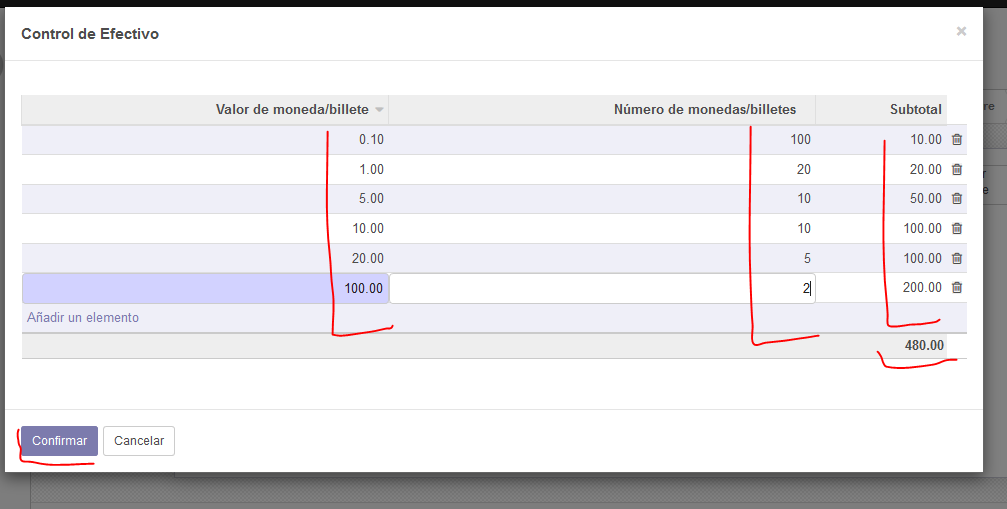 Control de Efectivo ×
Valor de moneda/billete Número de monedas/billetes Subtotal
0.10 100 10.00
1.00 20 20.00
5.00 10 50.00
10.00 10 100.00
20.00 5 100.00
100.00 2 200.00
Añadir un elemento
480.00
Confirmar Cancelar
re
r
e